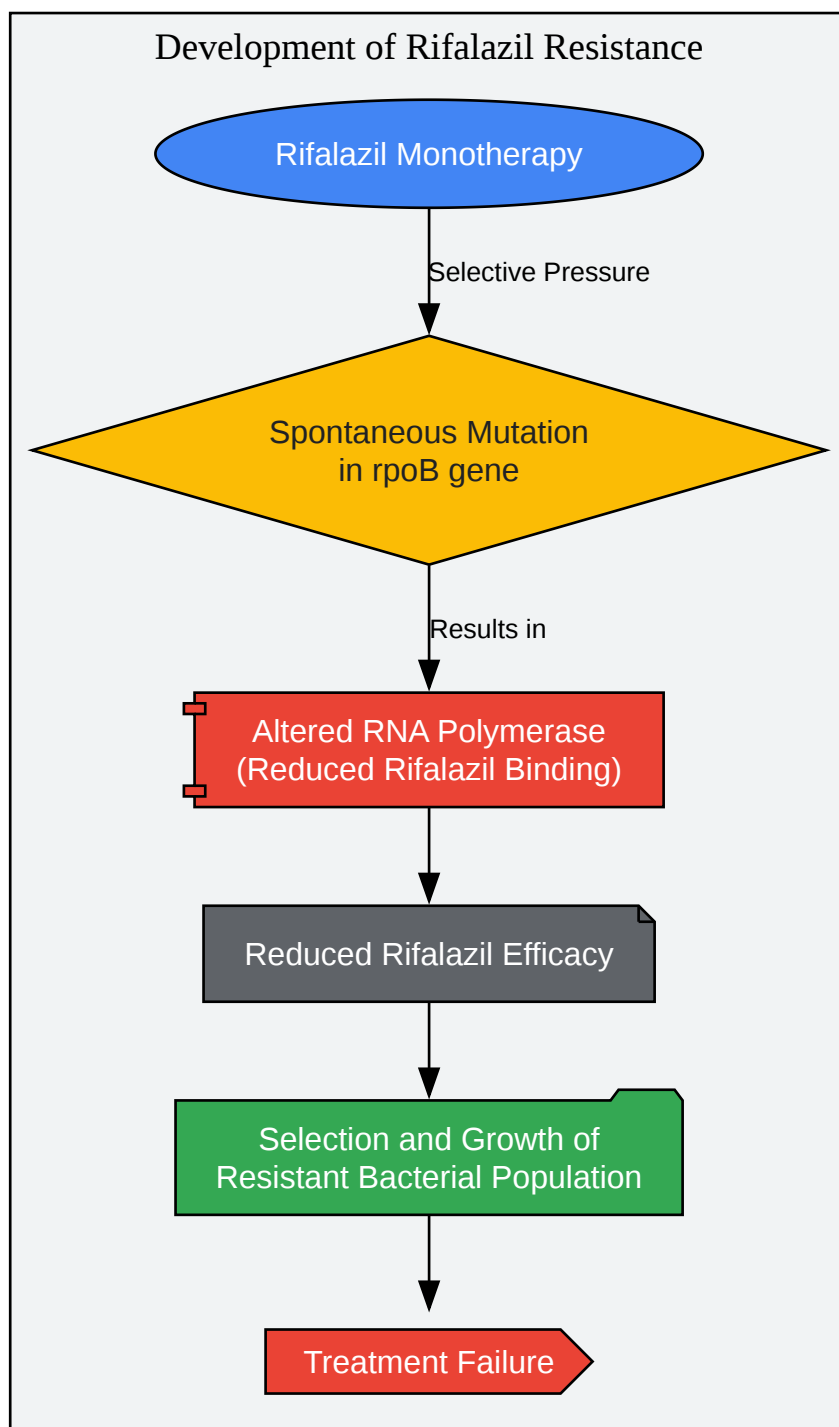 Development of Rifalazil Resistance
Rifalazil Monotherapy
Selective Pressure
Spontaneous Mutation
in rpoB gene
Results in
Altered RNA Polymerase
(Reduced Rifalazil Binding)
Reduced Rifalazil Efficacy
Selection and Growth of
Resistant Bacterial Population
Treatment Failure